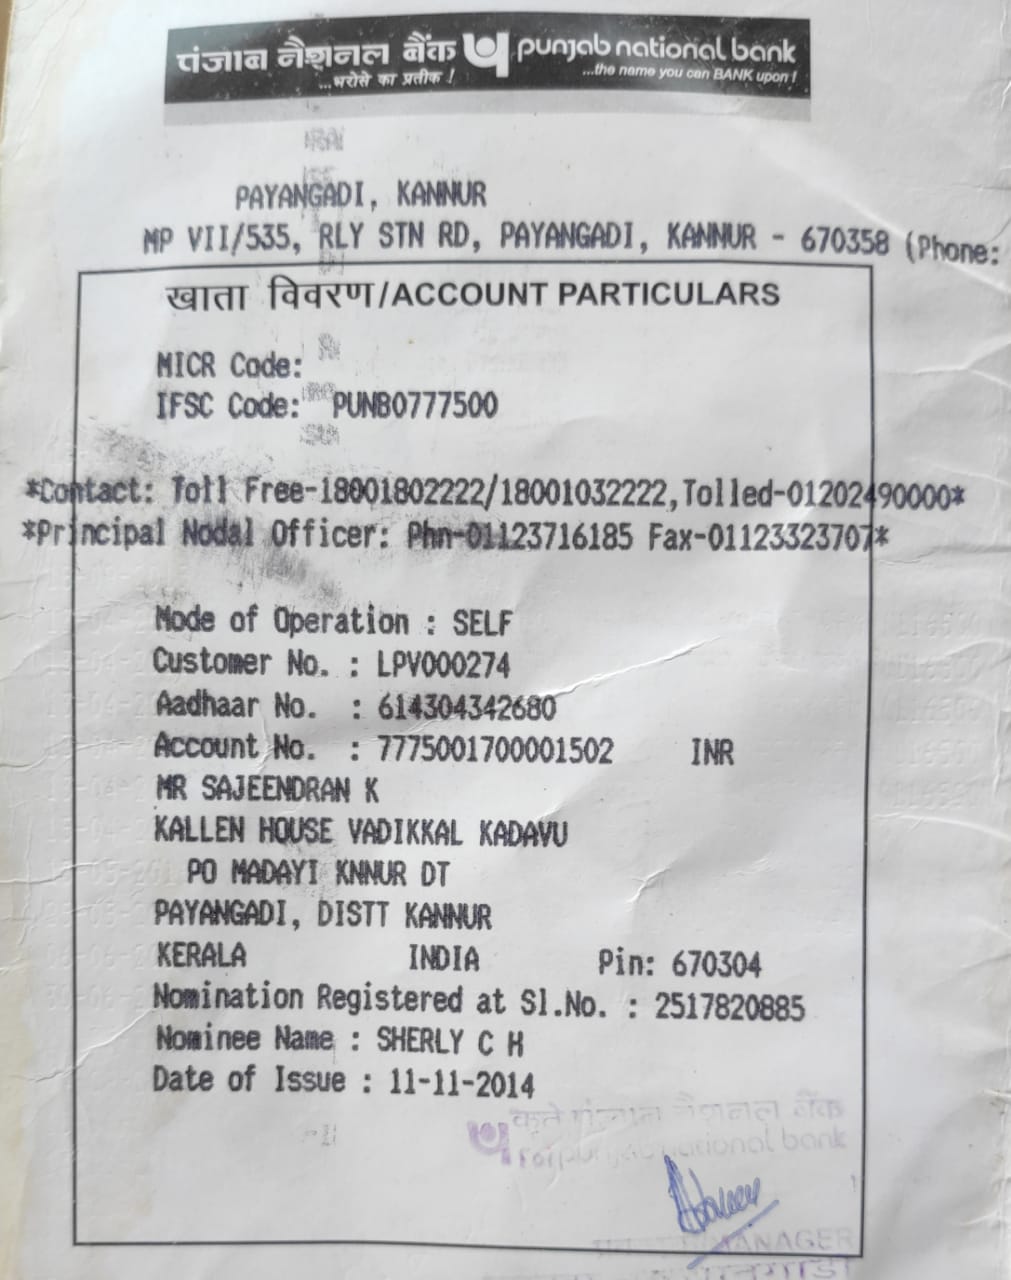 पंजाब नैशनल बैंक punjab national bank
...भरोसे का प्रतीक ! ...the name you can BANK upon !
PAYANGADI, KANNUR
MP VII/535, RLY STN RD, PAYANGADI, KANNUR - 670358 (Phone:
खाता विवरण/ACCOUNT PARTICULARS
MICR Code:
IFSC Code: PUNB0777500
*Contact: Toll Free-18001802222/18001032222,Tolled-01202490000*
*Principal Nodal Officer: Phn-01123716185 Fax-01123323707*
Mode of Operation : SELF
Customer No. : LPV000274
Aadhaar No. : 614304342680
Account No. : 7775001700001502 INR
MR SAJEENDRAN K
KALLEN HOUSE VADIKKAL KADAVU
PO MADAYI KNNUR DT
PAYANGADI, DISTT KANNUR
KERALA INDIA Pin: 670304
Nomination Registered at Sl.No. : 2517820885
Nominee Name : SHERLY C H
Date of Issue : 11-11-2014
कृते पंजाब नैशनल बैंक
For punjab national bank
MANAGER